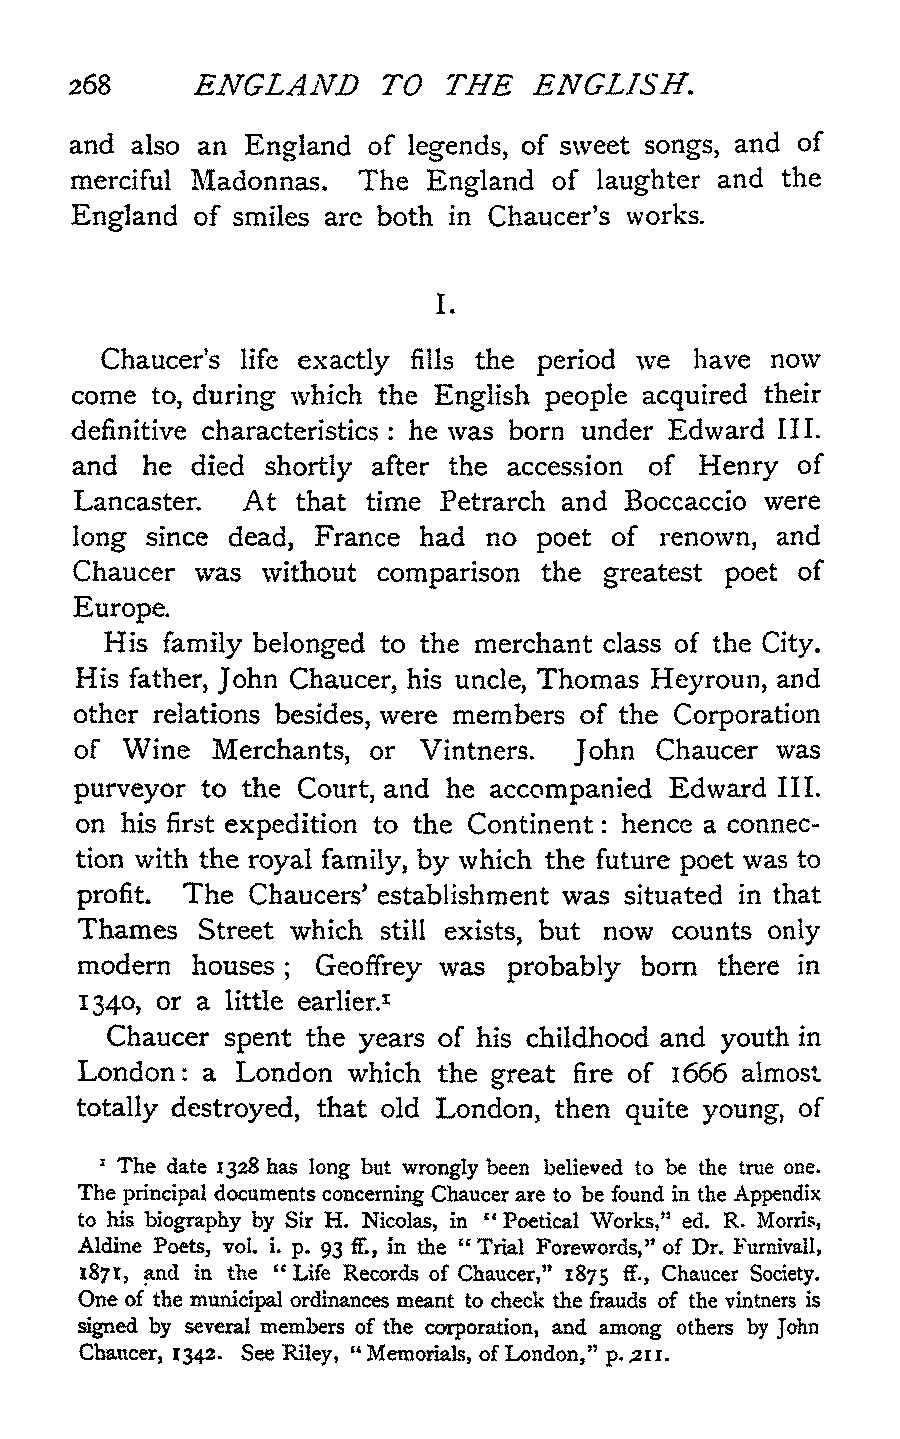 268 ENGLAND TO THE ENGLISH.
and also an England of legends, of sweet songs, and of
merciful Madonnas. The England of laughter and the
England of smiles are both in Chaucer's works.
I.
Chaucer's life exactly fills the period we have now
come to, during which the English people acquired their
definitive characteristics : he was born under Edward III.
and he died shortly after the accession of Henry of
Lancaster. At that time Petrarch and Boccaccio were
long since dead, France had no poet of renown, and
Chaucer was without comparison the greatest poet of
Europe.
His family belonged to the merchant class of the City.
His father, John Chaucer, his uncle, Thomas Heyroun, and
other relations besides, were members of the Corporation
of Wine Merchants, or Vintners. John Chaucer was
purveyor to the Court, and he accompanied Edward III.
on his first expedition to the Continent : hence a connec-
tion with the royal family, by which the future poet was to
profit. The Chaucers' establishment was situated in that
Thames Street which still exists, but now counts only
modern houses ; Geoffrey was probably born there in
1340, or a little earlier.¹
Chaucer spent the years of his childhood and youth in
London : a London which the great fire of 1666 almost
totally destroyed, that old London, then quite young, of
¹ The date 1328 has long but wrongly been believed to be the true one.
The principal documents concerning Chaucer are to be found in the Appendix
to his biography by Sir H. Nicolas, in "Poetical Works," ed. R. Morris,
Aldine Poets, vol. i. p. 93 ff., in the "Trial Forewords," of Dr. Furnivall,
1871, and in the "Life Records of Chaucer," 1875 ff., Chaucer Society.
One of the municipal ordinances meant to check the frauds of the vintners is
signed by several members of the corporation, and among others by John
Chaucer, 1342. See Riley, "Memorials, of London," p. 211.